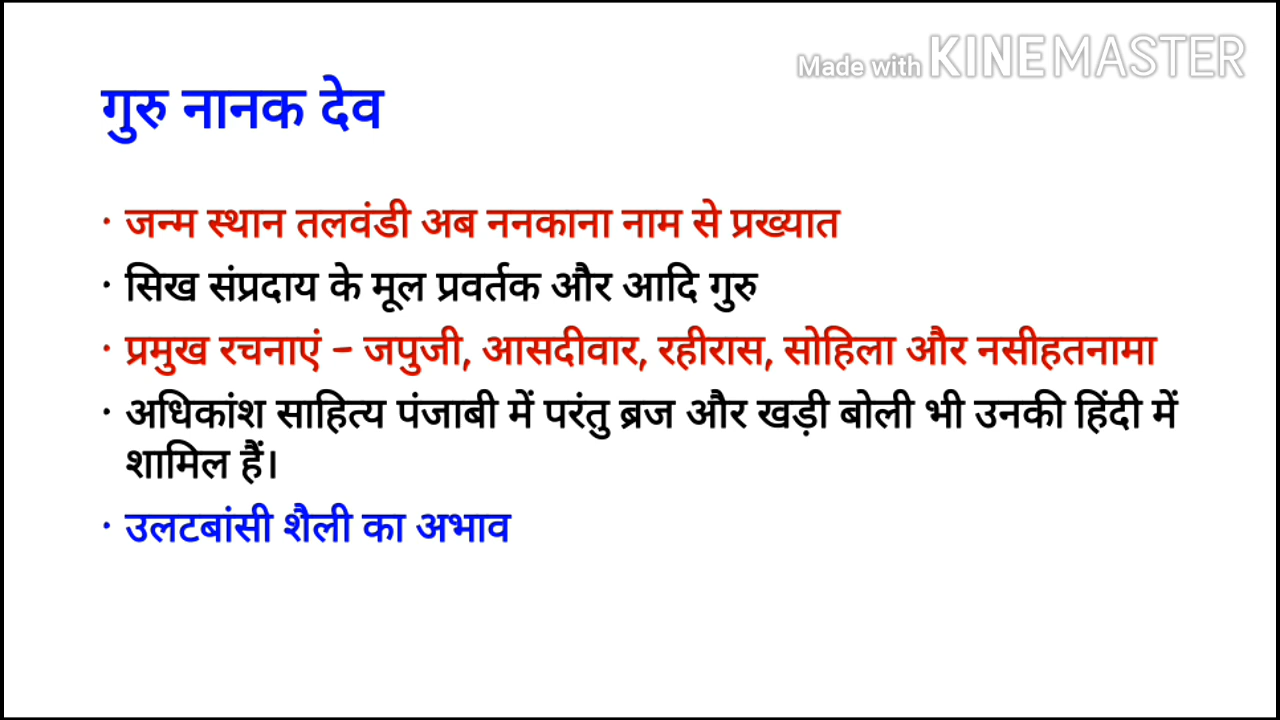 Made with KINEMASTER
गुरु नानक देव
· जन्म स्थान तलवंडी अब ननकाना नाम से प्रख्यात
· सिख संप्रदाय के मूल प्रवर्तक और आदि गुरु
· प्रमुख रचनाएं – जपुजी, आसदीवार, रहीरास, सोहिला और नसीहतनामा
· अधिकांश साहित्य पंजाबी में परंतु ब्रज और खड़ी बोली भी उनकी हिंदी में
शामिल हैं।
· उलटबांसी शैली का अभाव